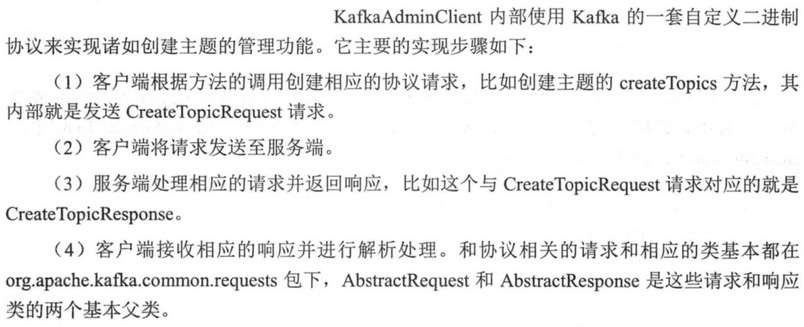 KafkaAdminClient 内部使用 Kafka 的一套自定义二进制
协议来实现诸如创建主题的管理功能。它主要的实现步骤如下：
（1）客户端根据方法的调用创建相应的协议请求，比如创建主题的 createTopics 方法，其
内部就是发送 CreateTopicRequest 请求。
（2）客户端将请求发送至服务端。
（3）服务端处理相应的请求并返回响应，比如这个与 CreateTopicRequest 请求对应的就是
CreateTopicResponse。
（4）客户端接收相应的响应并进行解析处理。和协议相关的请求和相应的类基本都在
org.apache.kafka.common.requests 包下，AbstractRequest 和 AbstractResponse 是这些请求和响应
类的两个基本父类。